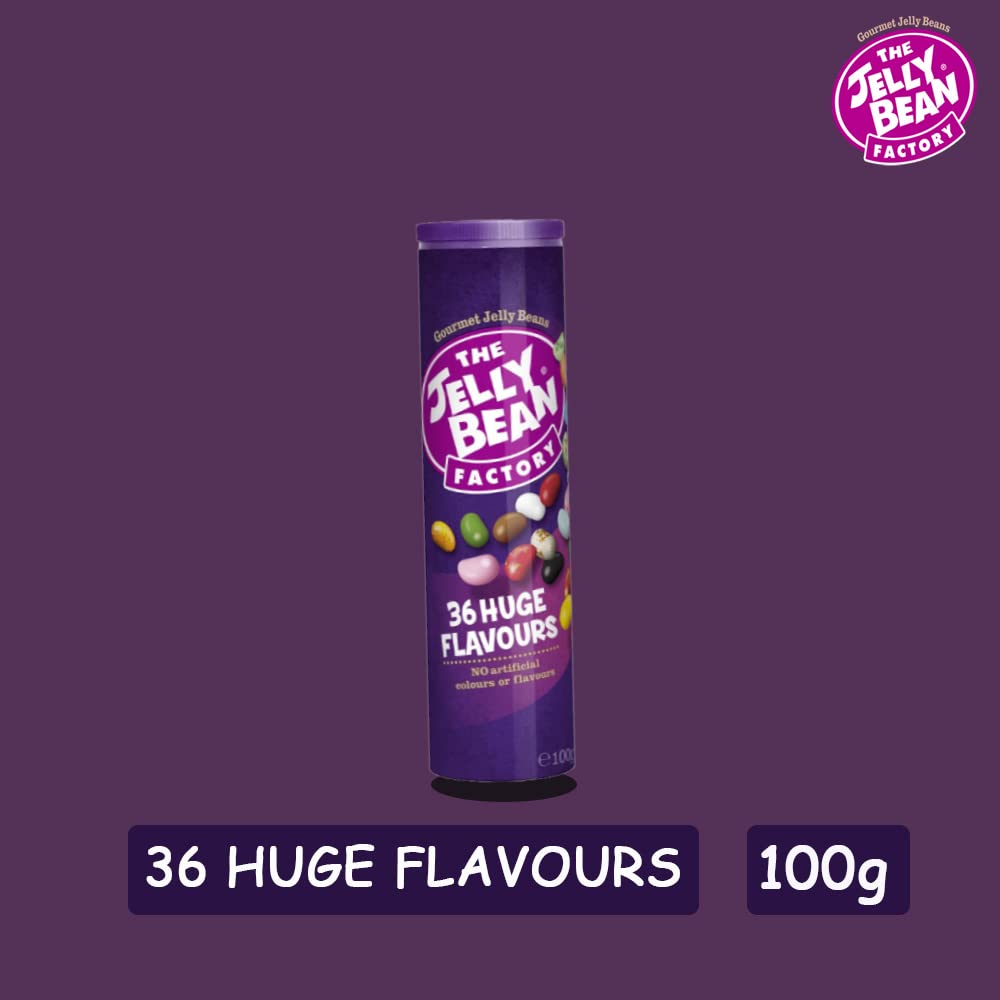 Gourmet Jelly Beans
THE
JELLY
BEAN
®
FACTORY
Gourmet Jelly Beans
THE
JELLY
BEAN
®
FACTORY
36 HUGE
FLAVOURS
NO artificial
colours or flavours
℮100g
36 HUGE FLAVOURS
100g